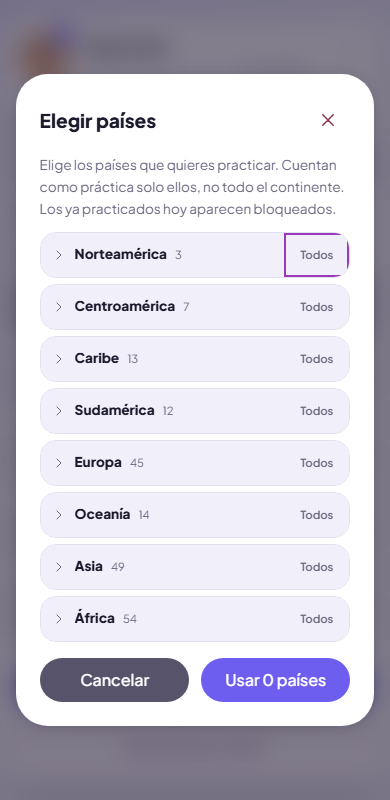 Elegir países
Elige los países que quieres practicar. Cuentan
como práctica solo ellos, no todo el continente.
Los ya practicados hoy aparecen bloqueados.
Norteamérica 3 Todos
Centroamérica 7 Todos
Caribe 13 Todos
Sudamérica 12 Todos
Europa 45 Todos
Oceanía 14 Todos
Asia 49 Todos
África 54 Todos
Cancelar Usar 0 países